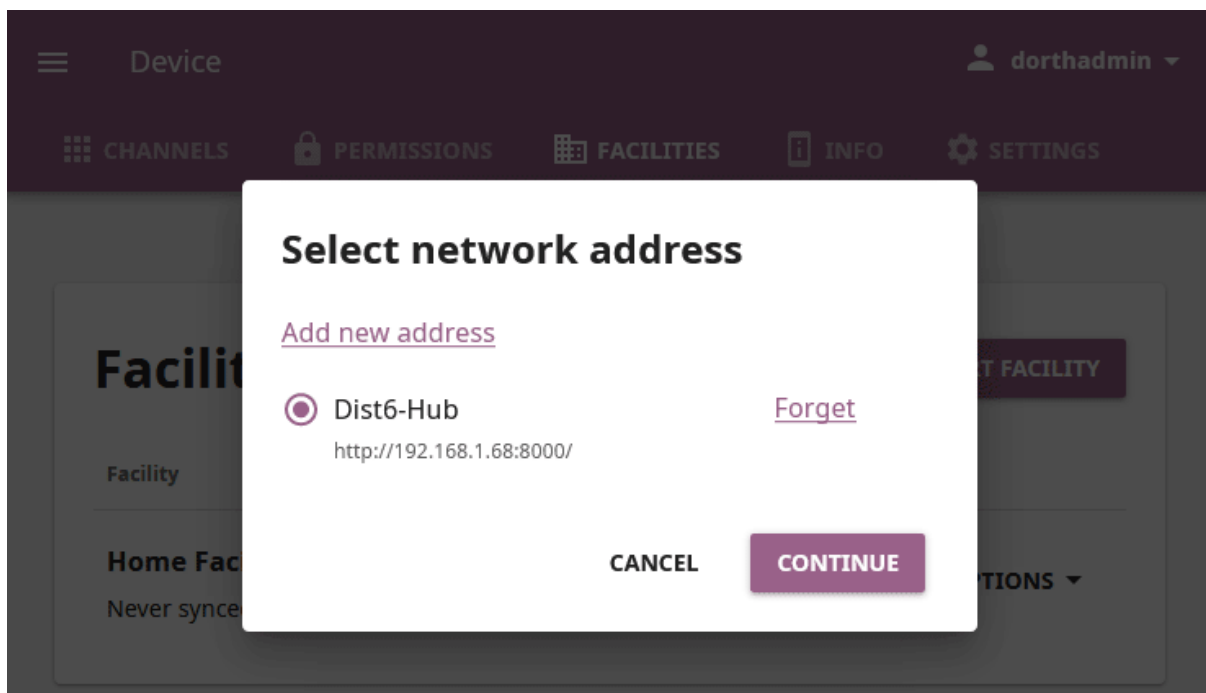 Device
dorthadmin
CHANNELS PERMISSIONS FACILITIES INFO SETTINGS
Select network address
Add new address
Facilit
T FACILITY
Dist6-Hub Forget
http://192.168.1.68:8000/
Facility
CANCEL CONTINUE
Home Faci
TIONS
Never synce